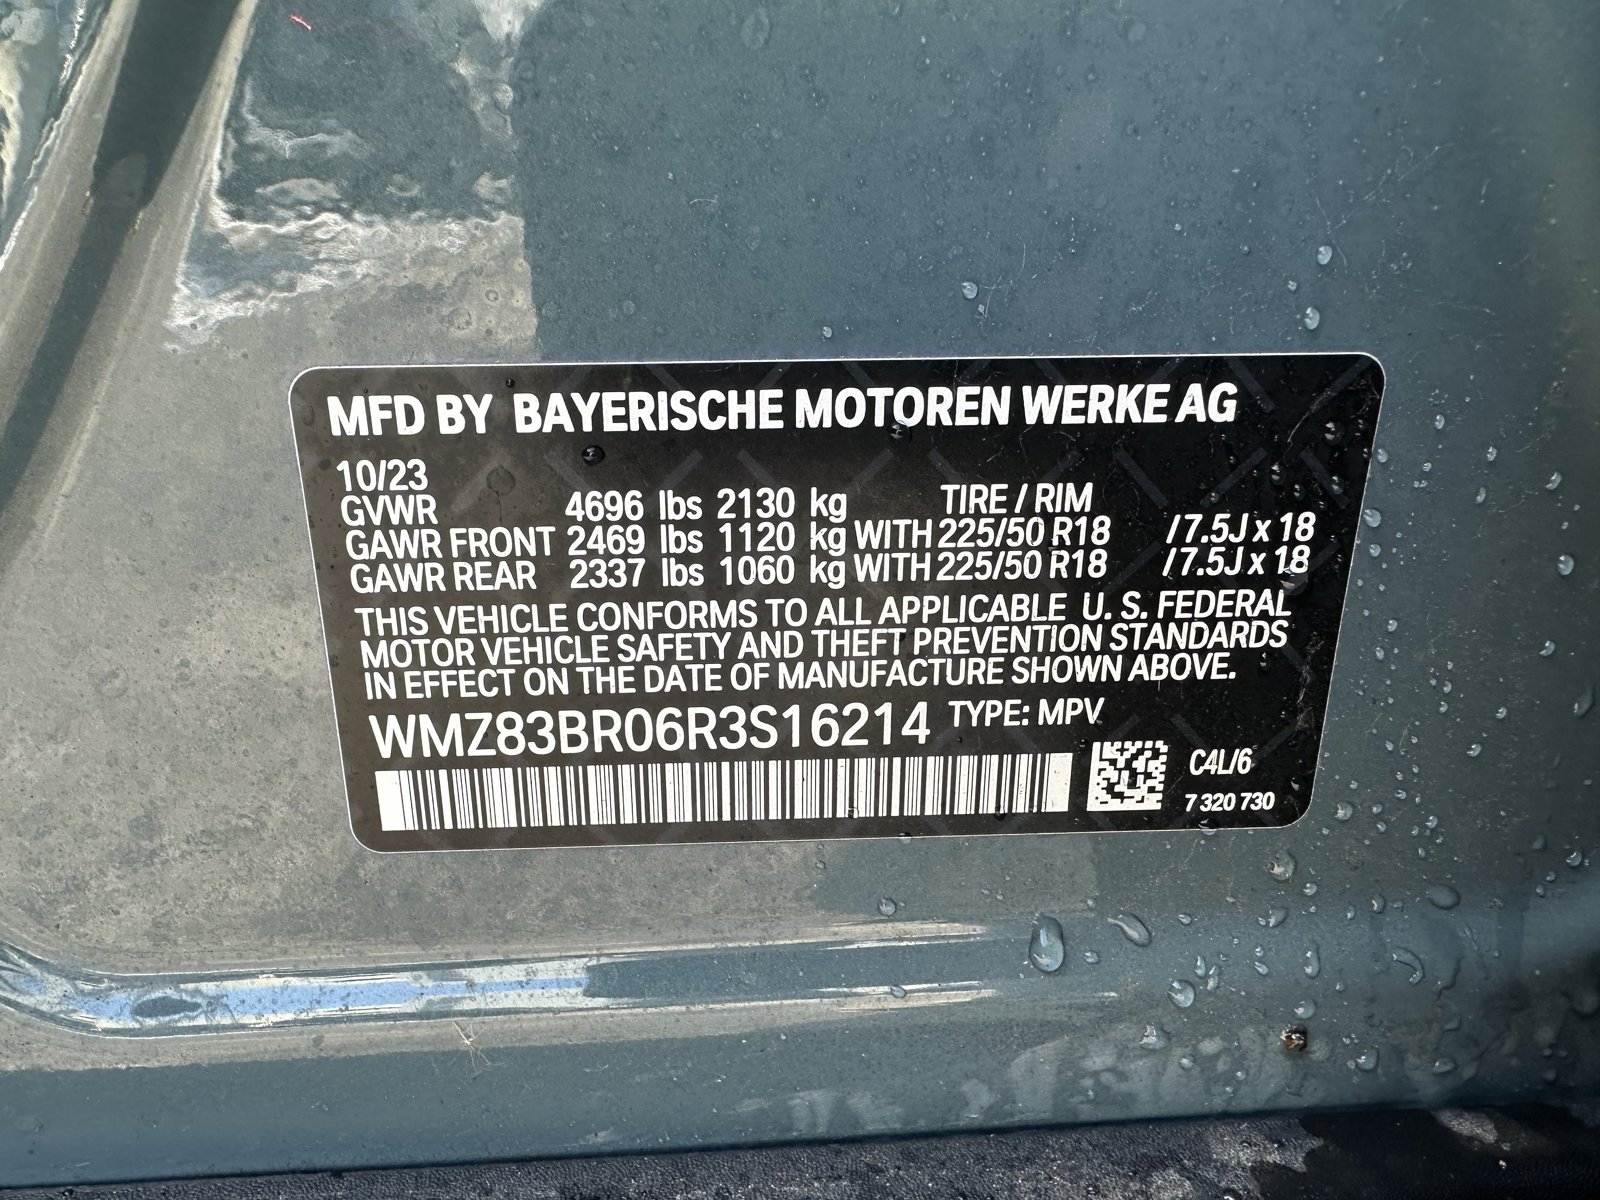 MFD BY BAYERISCHE MOTOREN WERKE AG
10/23
GVWR 4696 lbs 2130 kg TIRE / RIM
GAWR FRONT 2469 lbs 1120 kg WITH 225/50 R18 /7.5J x 18
GAWR REAR 2337 lbs 1060 kg WITH 225/50 R18 /7.5J x 18
THIS VEHICLE CONFORMS TO ALL APPLICABLE U. S. FEDERAL
MOTOR VEHICLE SAFETY AND THEFT PREVENTION STANDARDS
IN EFFECT ON THE DATE OF MANUFACTURE SHOWN ABOVE.
WMZ83BR06R3S16214 TYPE: MPV
C4L/6
7 320 730